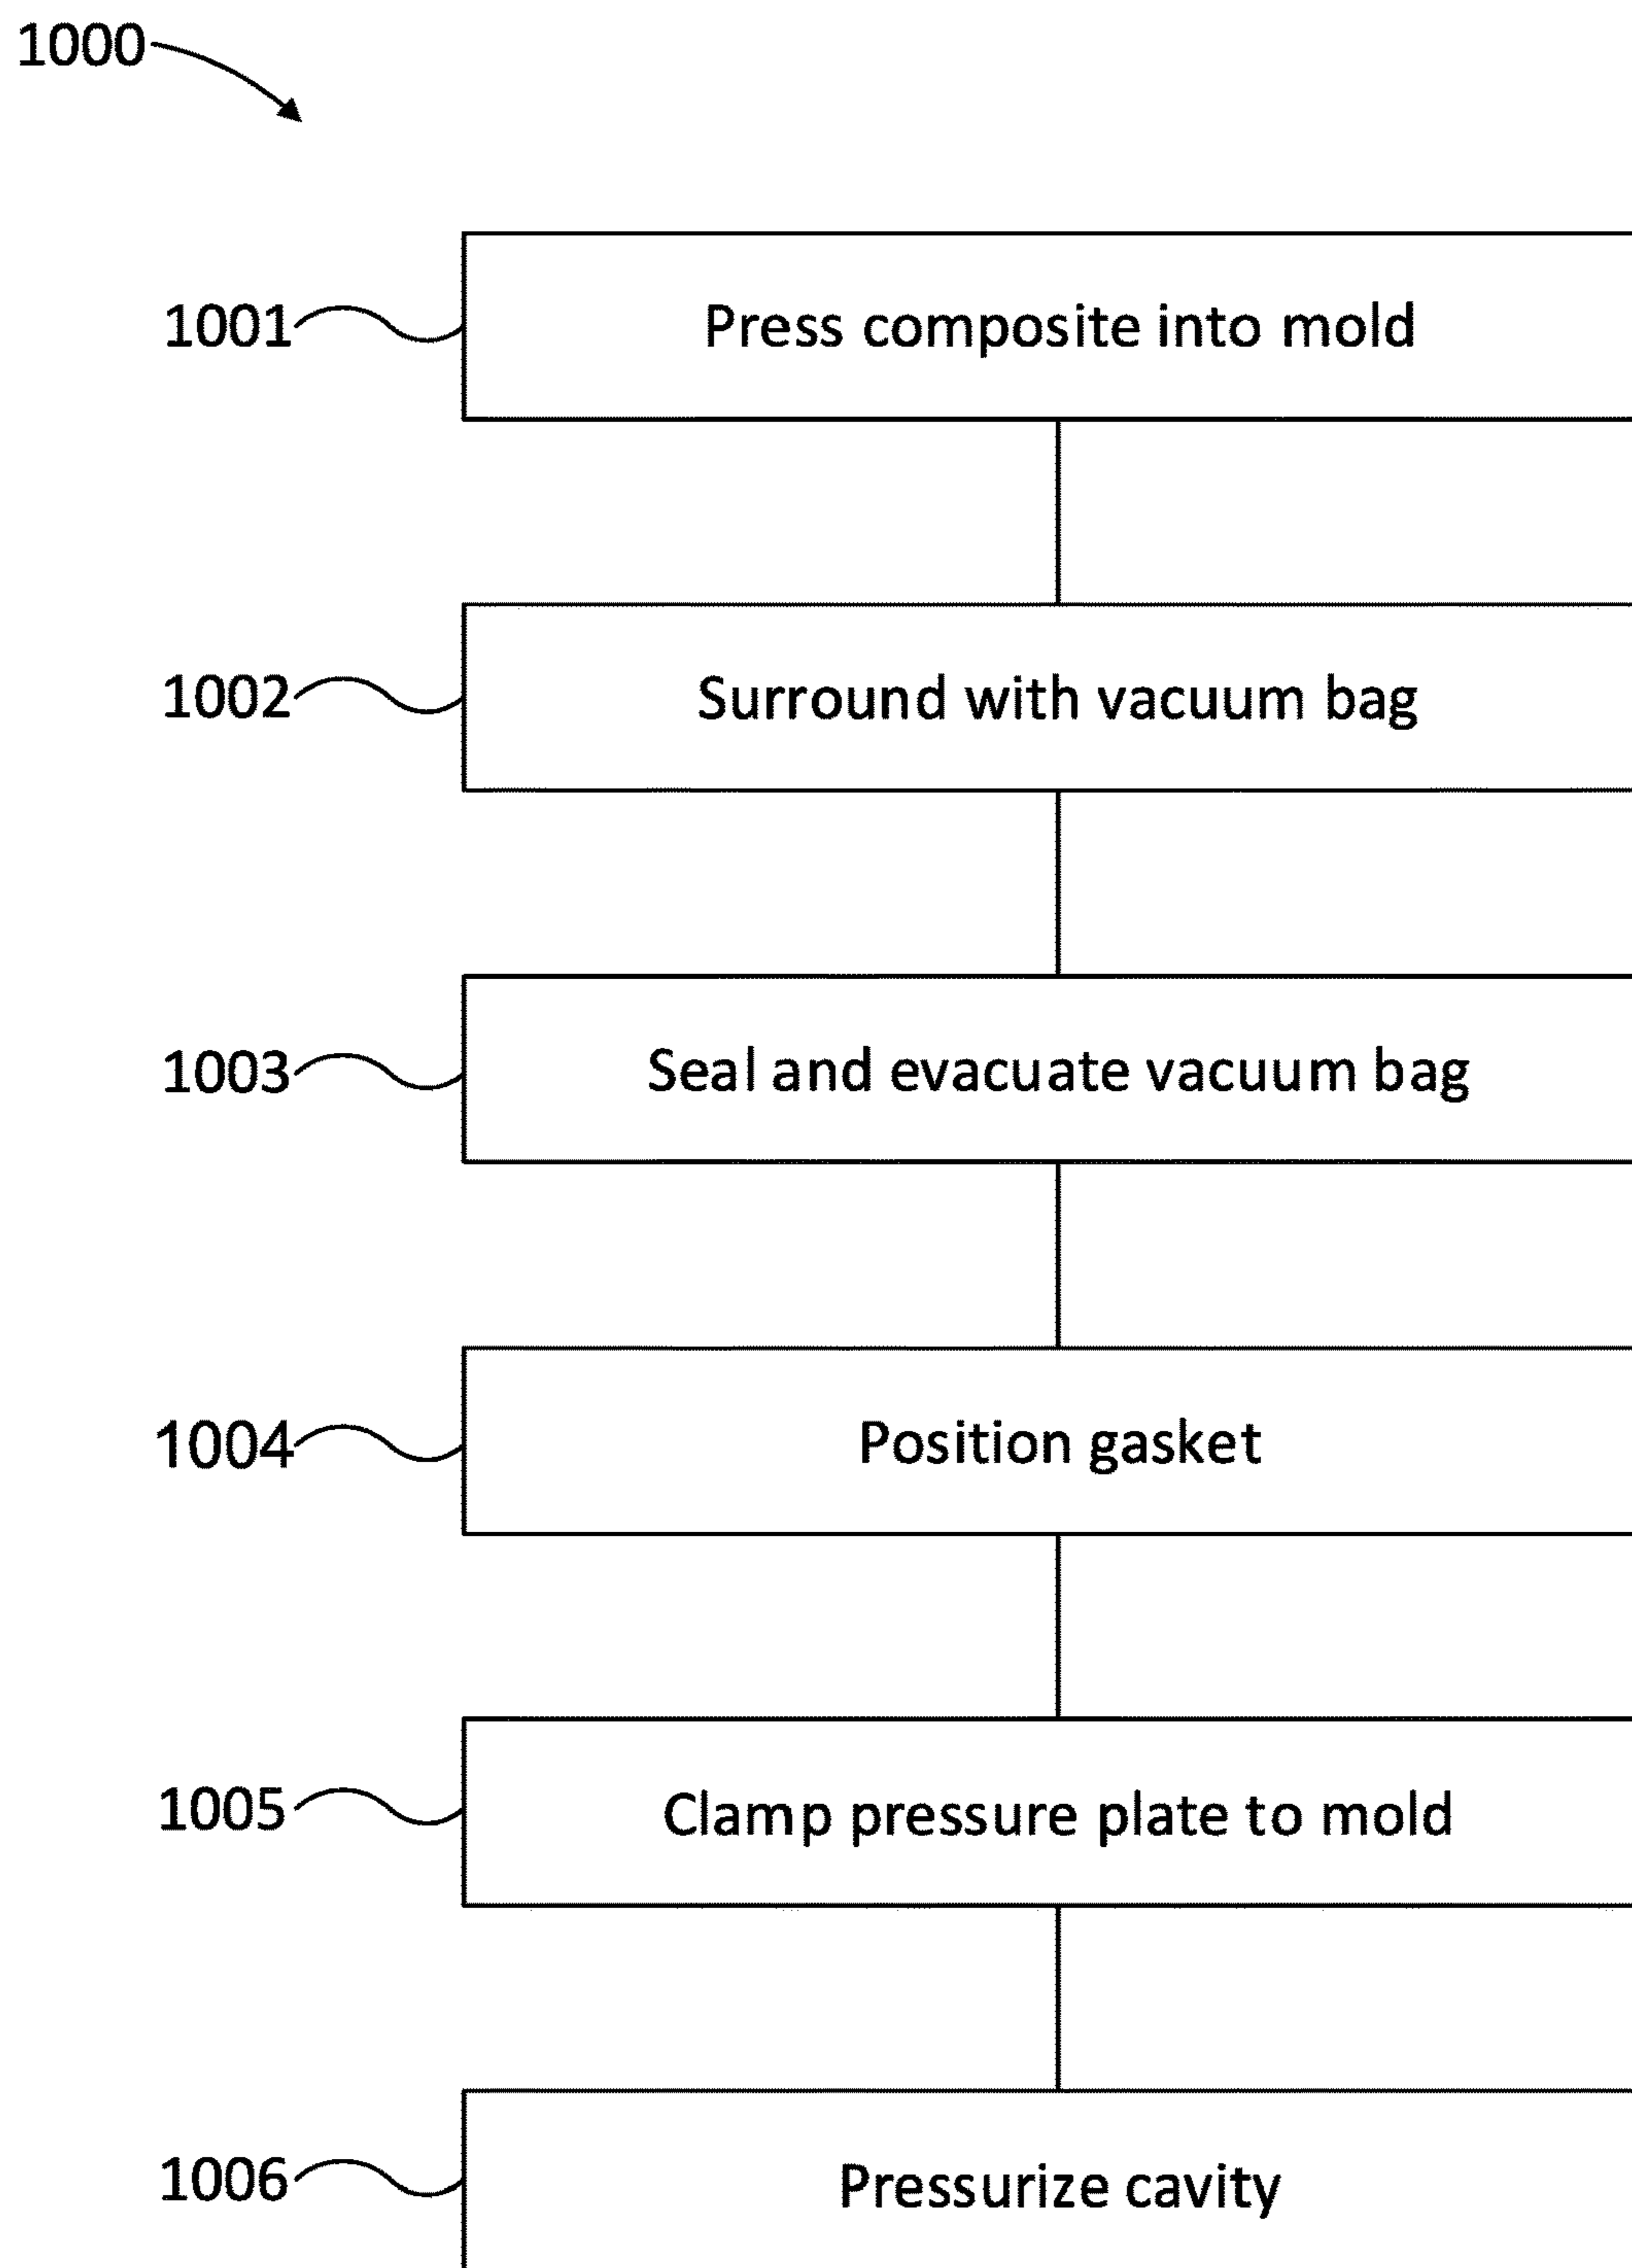 1000
1001 Press composite into mold
1002 Surround with vacuum bag
1003 Seal and evacuate vacuum bag
1004 Position gasket
1005 Clamp pressure plate to mold
1006 Pressurize cavity